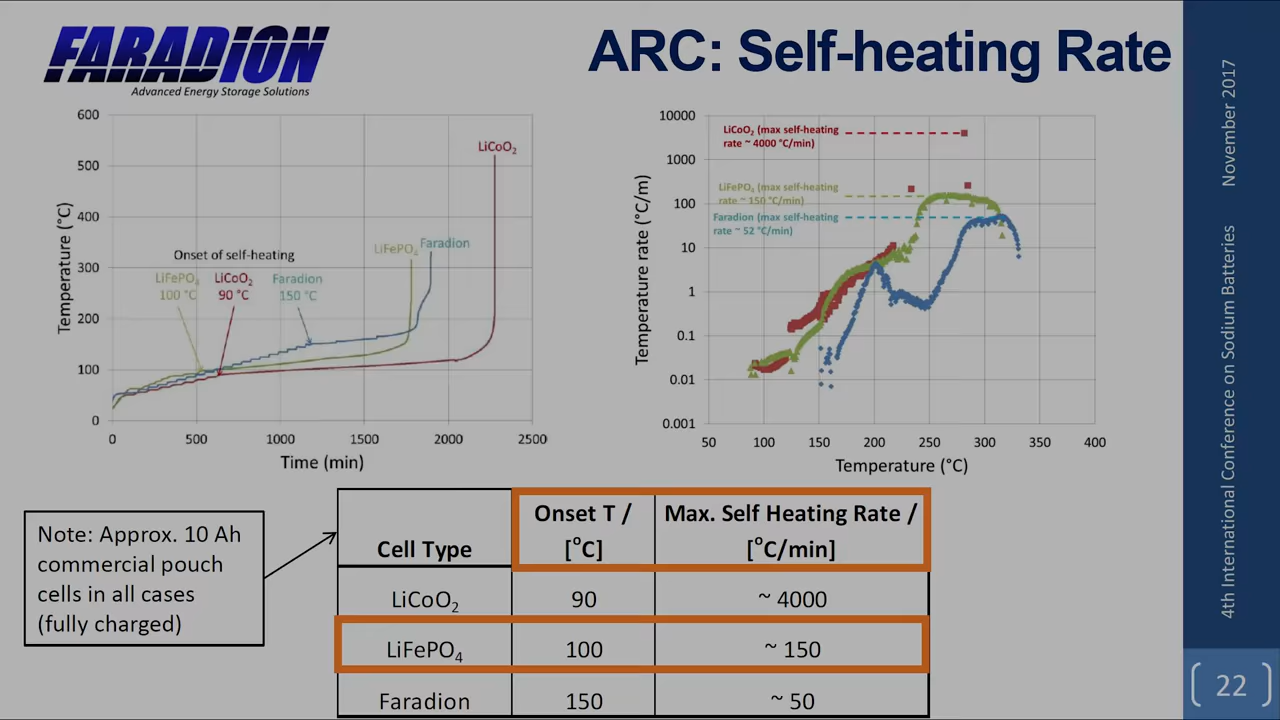 FARADION
Advanced Energy Storage Solutions
ARC: Self-heating Rate
Temperature (°C)
600
500
400
300
200
100
0
0
500
1000
1500
2000
2500
Time (min)
Onset of self-heating
LiFePO₄
100 °C
LiCoO₂
90 °C
Faradion
150 °C
LiFePO₄
Faradion
LiCoO₂
Temperature rate (°C/m)
10000
1000
100
10
1
0.1
0.01
0.001
50
100
150
200
250
300
350
400
Temperature (°C)
LiCoO₂ (max self-heating
rate ~ 4000 °C/min)
LiFePO₄ (max self-heating
rate ~ 150 °C/min)
Faradion (max self-heating
rate ~ 52 °C/min)
Note: Approx. 10 Ah
commercial pouch
cells in all cases
(fully charged)
Cell Type
Onset T /
[°C]
Max. Self Heating Rate /
[°C/min]
LiCoO₂ 90 ~ 4000
LiFePO₄ 100 ~ 150
Faradion 150 ~ 50
4th International Conference on Sodium Batteries November 2017
22